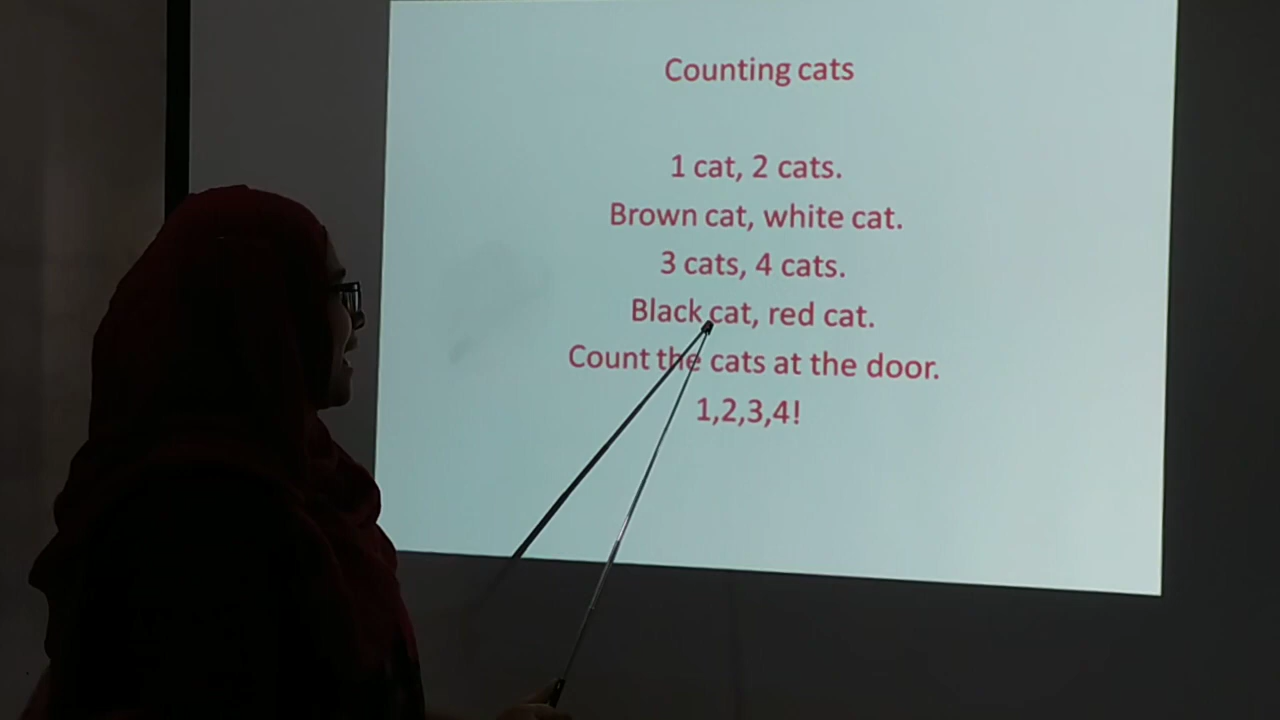 Counting cats
1 cat, 2 cats.
Brown cat, white cat.
3 cats, 4 cats.
Black cat, red cat.
Count the cats at the door.
1,2,3,4!